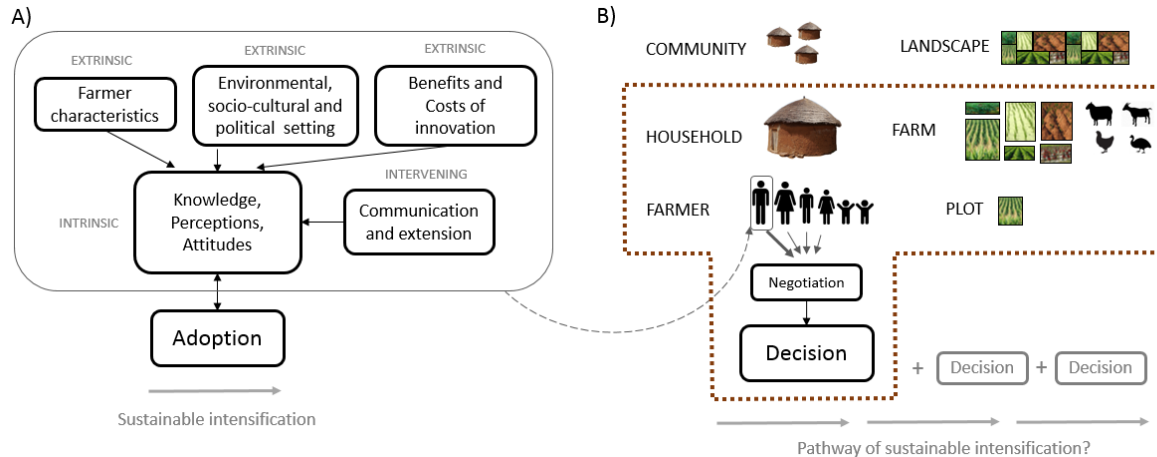 A)
EXTRINSIC
Farmer
characteristics
EXTRINSIC
Environmental,
socio-cultural and
political setting
EXTRINSIC
Benefits and
Costs of
innovation
INTRINSIC
Knowledge,
Perceptions,
Attitudes
INTERVENING
Communication
and extension
Adoption
Sustainable intensification
B)
COMMUNITY
LANDSCAPE
HOUSEHOLD
FARM
FARMER
PLOT
Negotiation
Decision
+ Decision + Decision
Pathway of sustainable intensification?